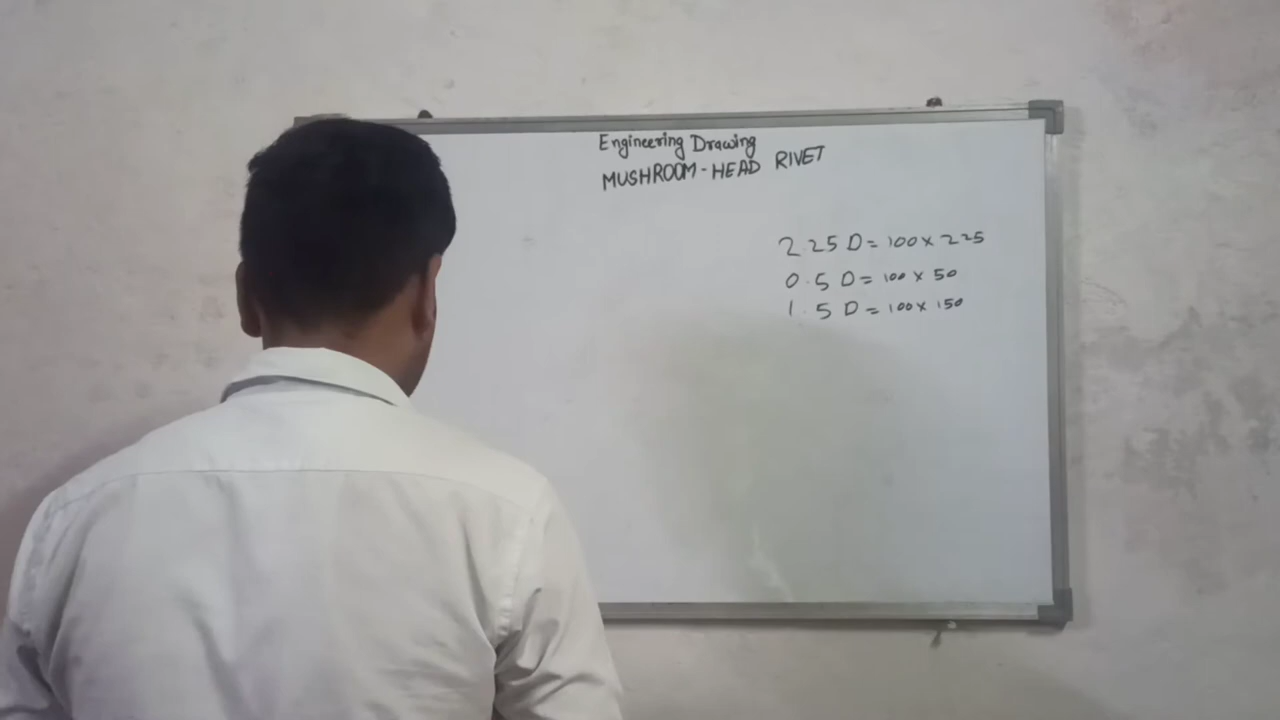 Engineering Drawing
MUSHROOM-HEAD RIVET
2.25 D = 100 x 225
0.5 D = 100 x 50
1.5 D = 100 x 150